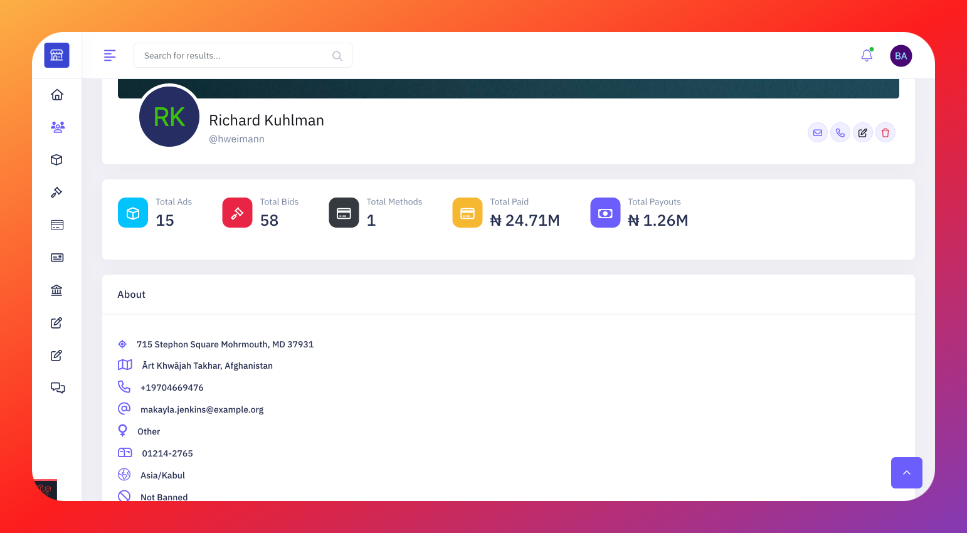 Search for results...
BA
RK
Richard Kuhlman
@hweimann
Total Ads
15
Total Bids
58
Total Methods
1
Total Paid
₦ 24.71M
Total Payouts
₦ 1.26M
About
715 Stephon Square Mohrmouth, MD 37931
Ārt Khwājah Takhar, Afghanistan
+19704669476
makayla.jenkins@example.org
Other
01214-2765
Asia/Kabul
Not Banned